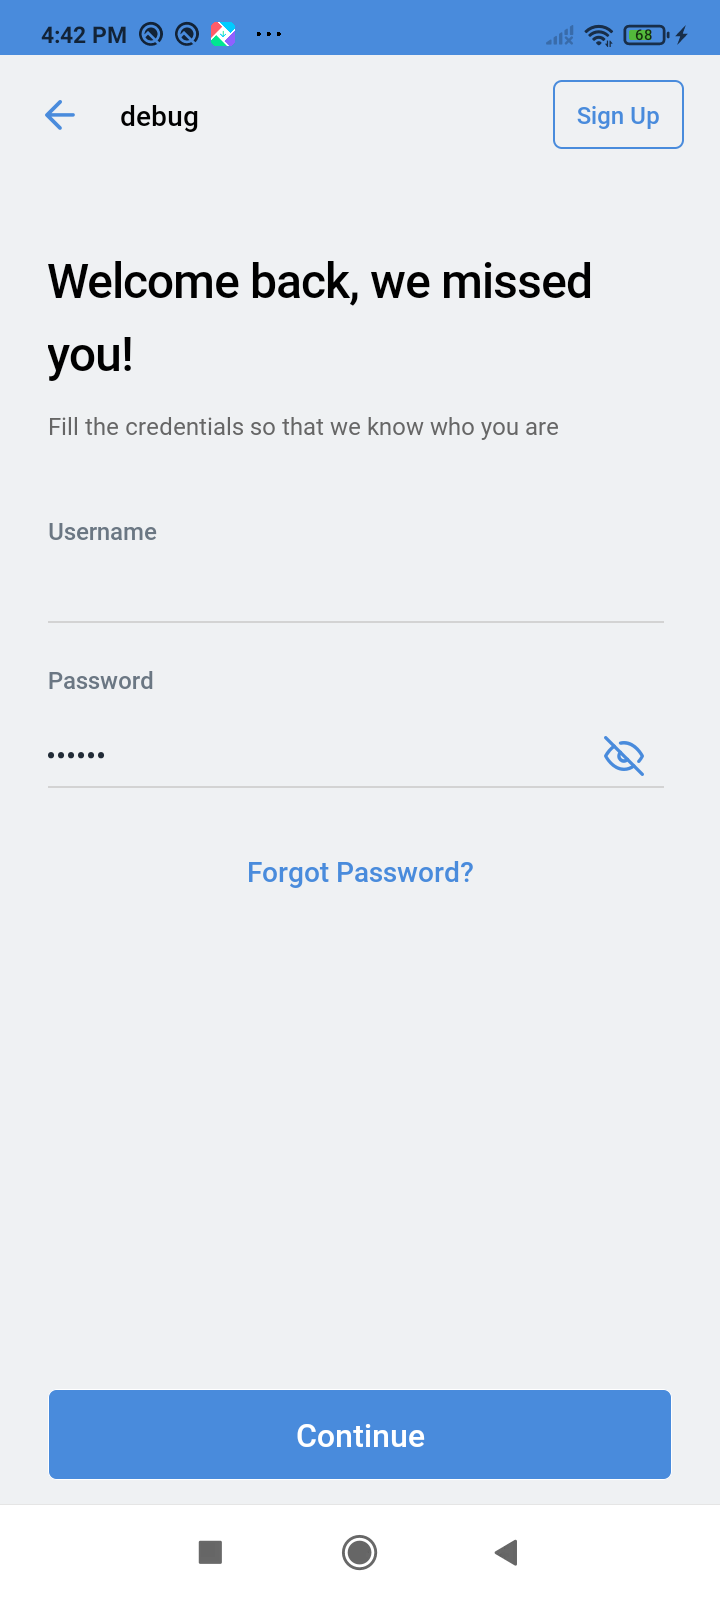 4:42 PM
68
debug
Sign Up
Welcome back, we missed
you!
Fill the credentials so that we know who you are
Username
Password
••••••
Forgot Password?
Continue